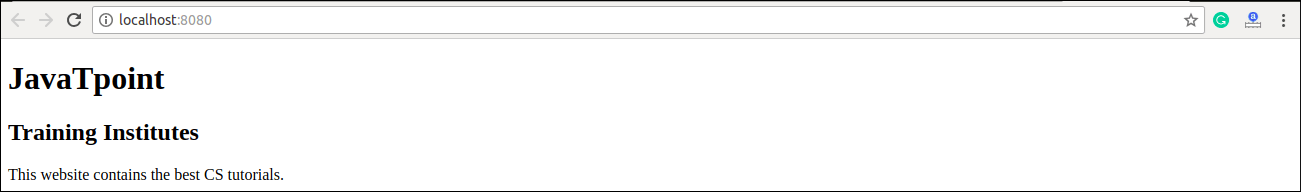 localhost:8080
JavaTpoint
Training Institutes
This website contains the best CS tutorials.